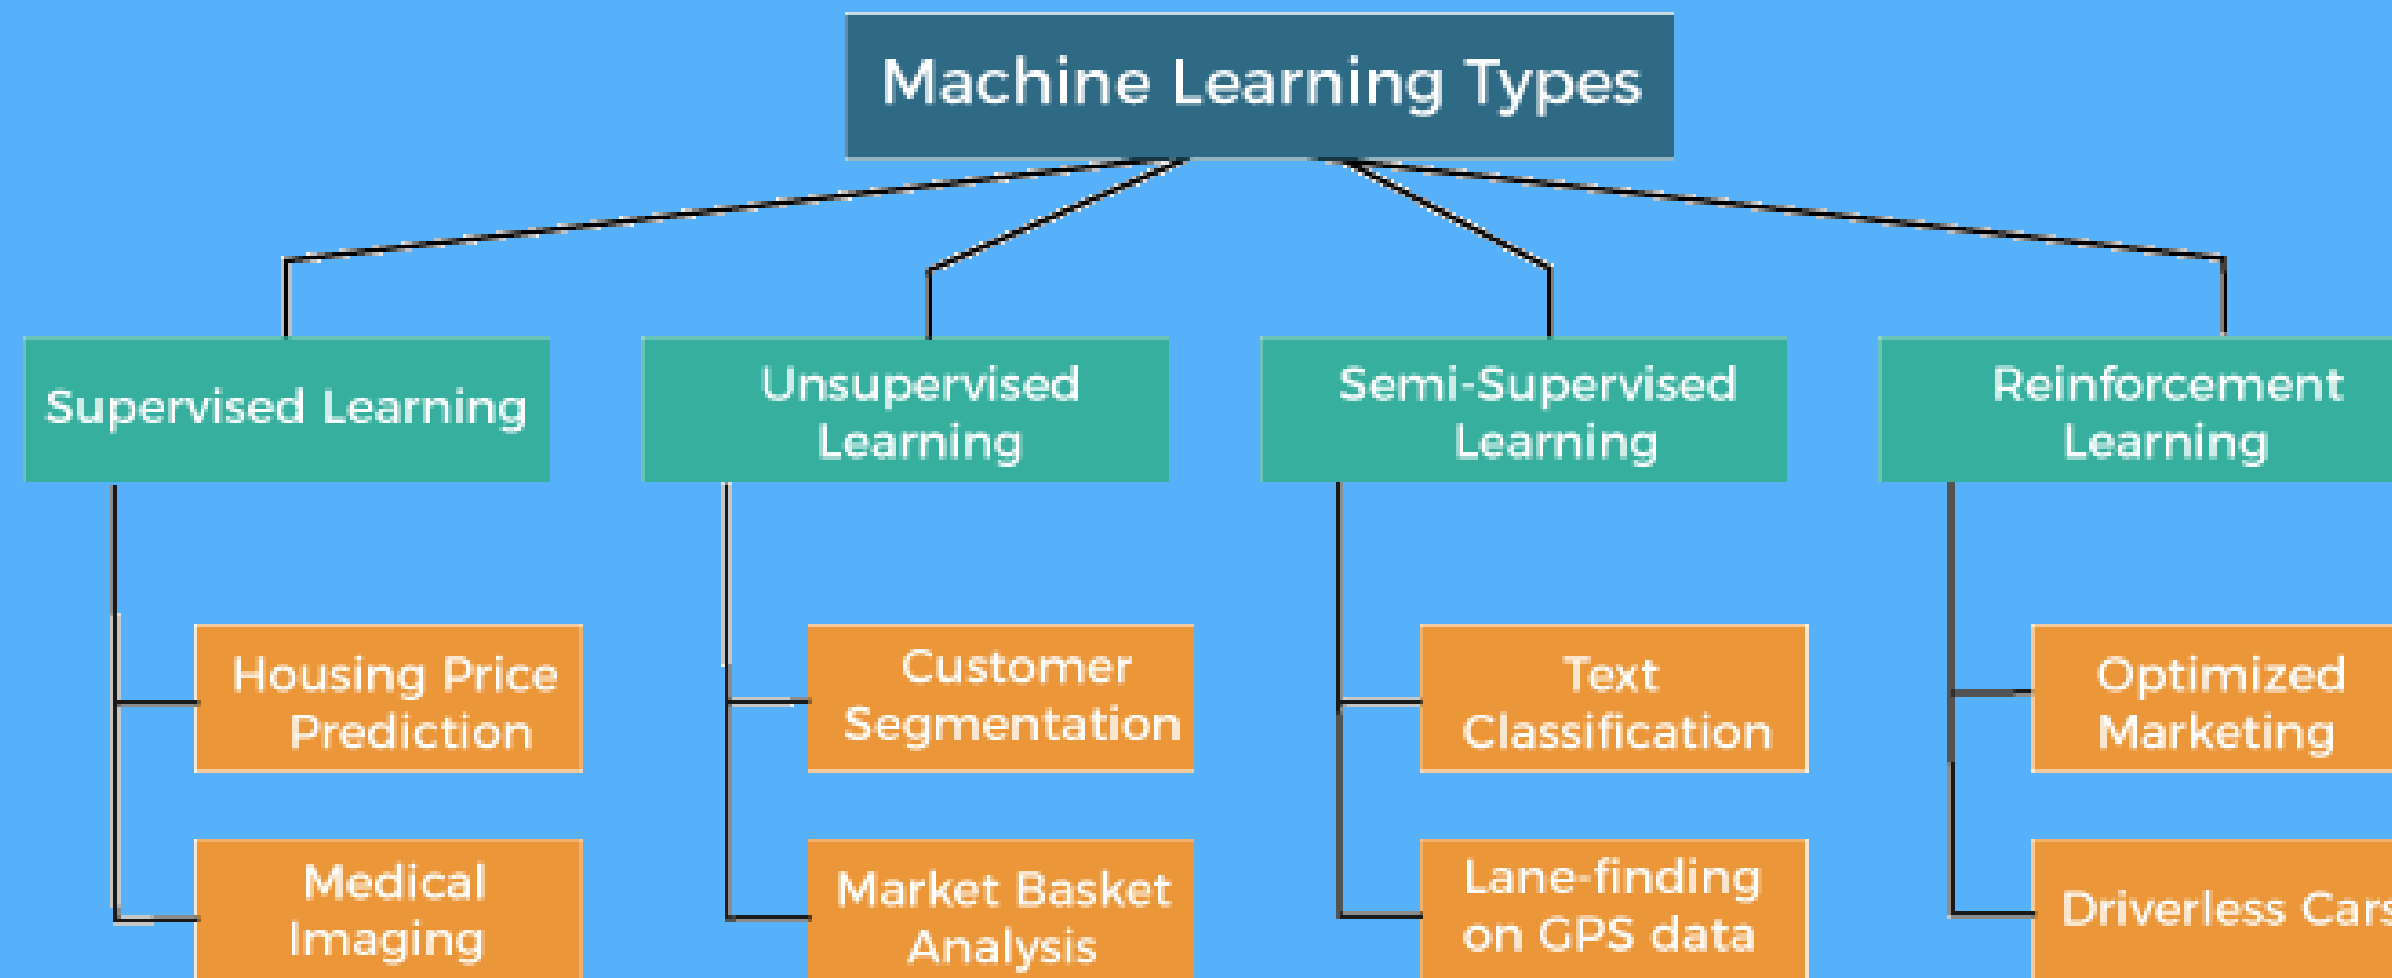 Machine Learning Types
Supervised Learning
Unsupervised
Learning
Semi-Supervised
Learning
Reinforcement
Learning
Housing Price
Prediction
Customer
Segmentation
Text
Classification
Optimized
Marketing
Medical
Imaging
Market Basket
Analysis
Lane-finding
on GPS data
Driverless Cars